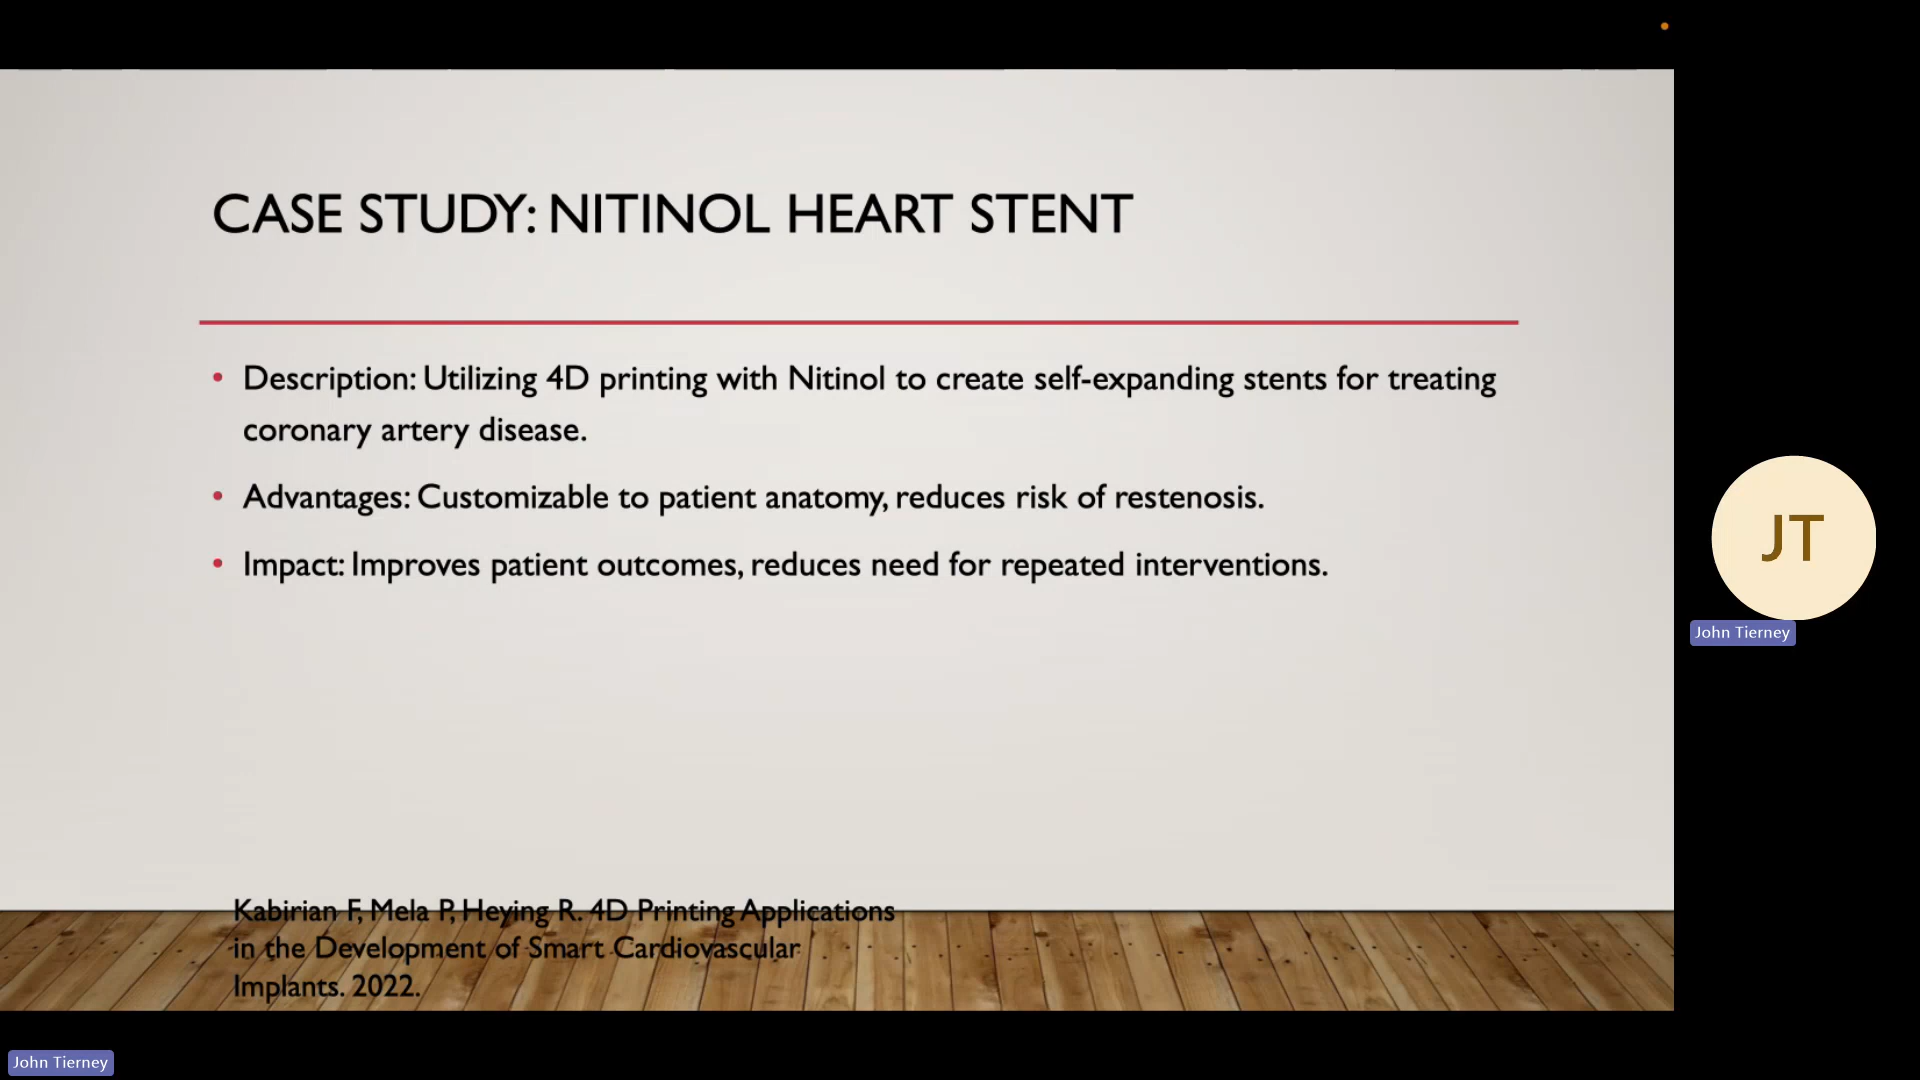 CASE STUDY: NITINOL HEART STENT
• Description: Utilizing 4D printing with Nitinol to create self-expanding stents for treating
coronary artery disease.
• Advantages: Customizable to patient anatomy, reduces risk of restenosis.
• Impact: Improves patient outcomes, reduces need for repeated interventions.
Kabirian F, Mela P, Heying R. 4D Printing Applications
in the Development of Smart Cardiovascular
Implants. 2022.
JT
John Tierney
John Tierney